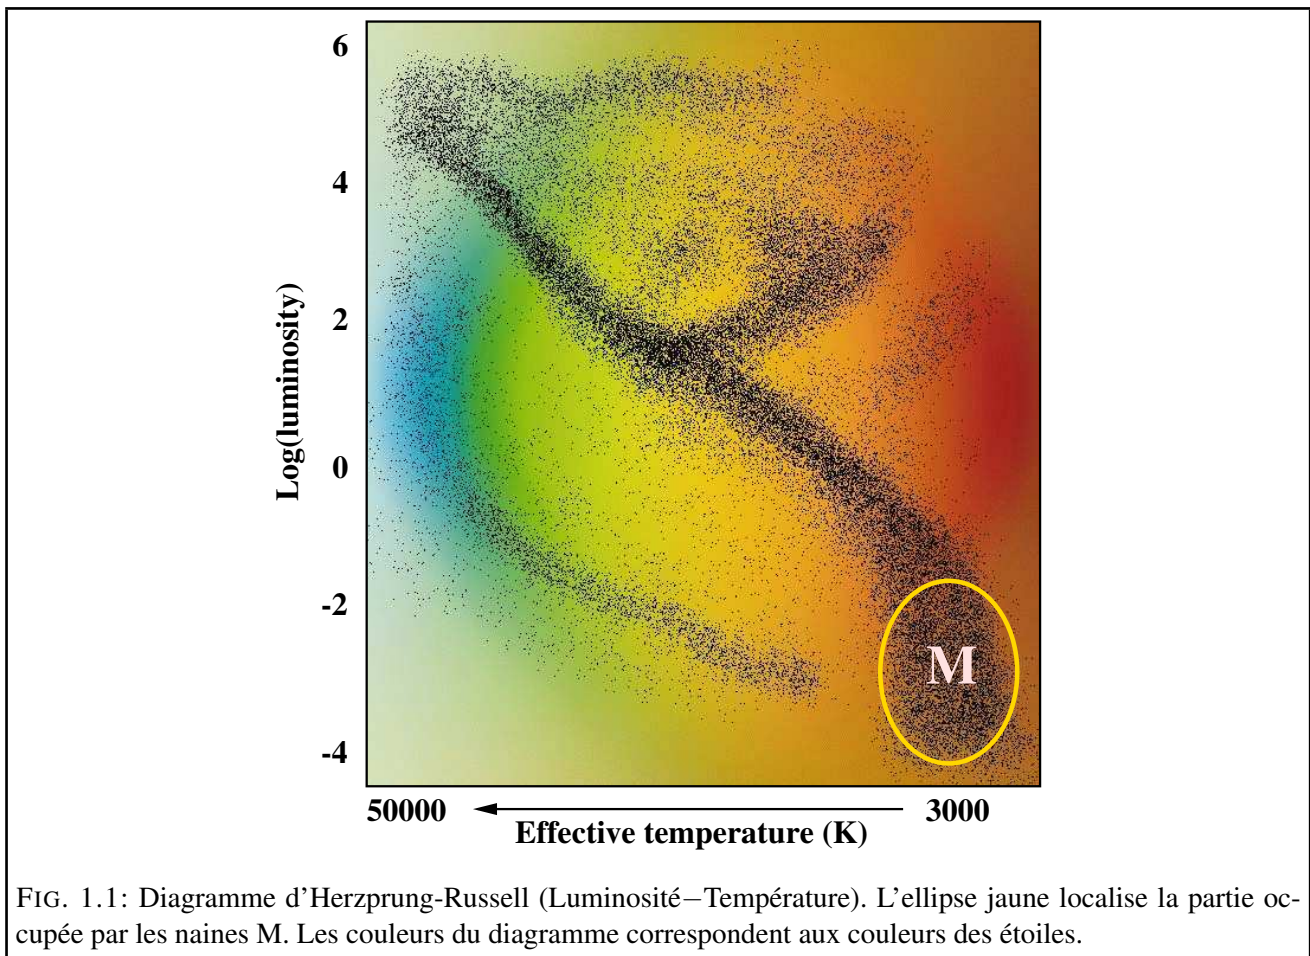 6
4
2
0
-2
-4
Log(luminosity)
M
50000 3000
Effective temperature (K)
FIG. 1.1: Diagramme d'Herzprung-Russell (Luminosité−Température). L'ellipse jaune localise la partie oc-
cupée par les naines M. Les couleurs du diagramme correspondent aux couleurs des étoiles.